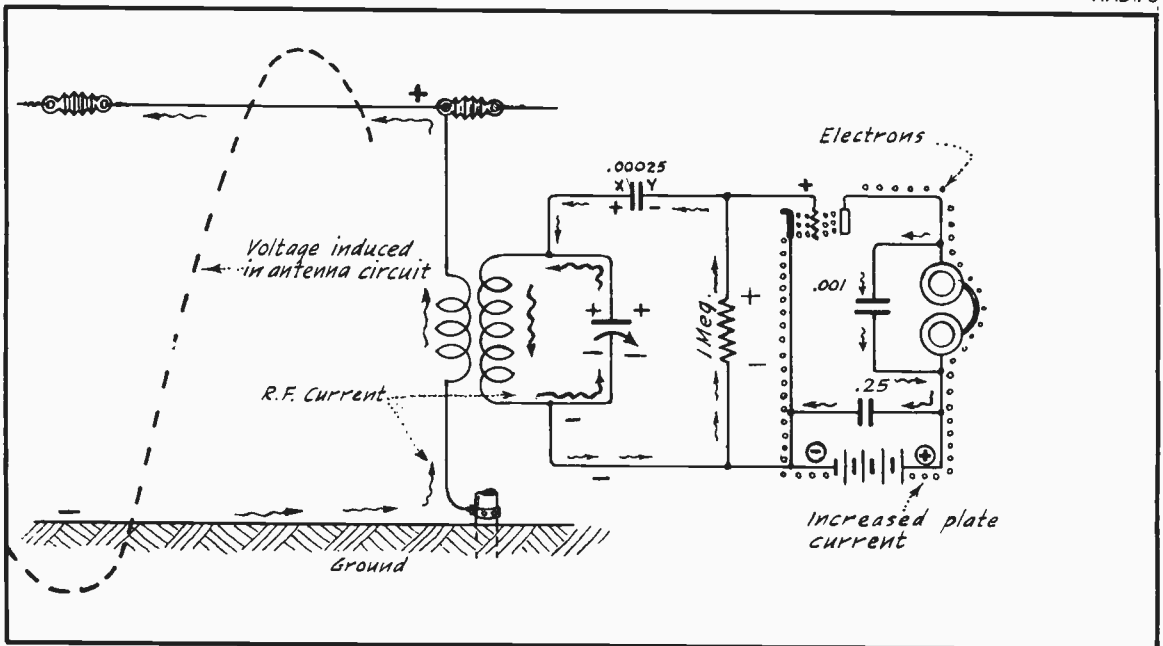 Electrons
.00025
X Y
+ -
+
+
Voltage induced
in antenna circuit
.001
1 Meg.
+ +
- -
+
-
R.F. Current
.25
-
-
- +
-
Ground
Increased plate
current